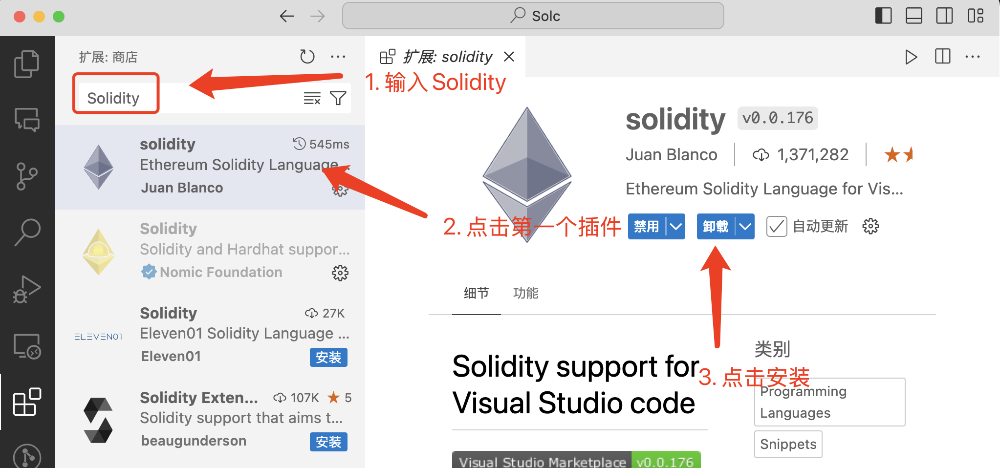 Solc
扩展: 商店
Solidity
solidity
545ms
Ethereum Solidity Language...
Juan Blanco
Solidity
Solidity and Hardhat suppor...
Nomic Foundation
ELEVEN01
Solidity
27K
Eleven01 Solidity Language ...
Eleven01
安装
Solidity Exten...
107K
5
Solidity support that aims t...
beaugunderson
安装
扩展: solidity
1. 输入 Solidity
solidity
v0.0.176
Juan Blanco
1,371,282
Ethereum Solidity Language for Vis...
2. 点击第一个插件
禁用
卸载
自动更新
细节
功能
Solidity support for
Visual Studio code
类别
3. 点击安装
Programming
Languages
Snippets
Visual Studio Marketplace v0.0.176